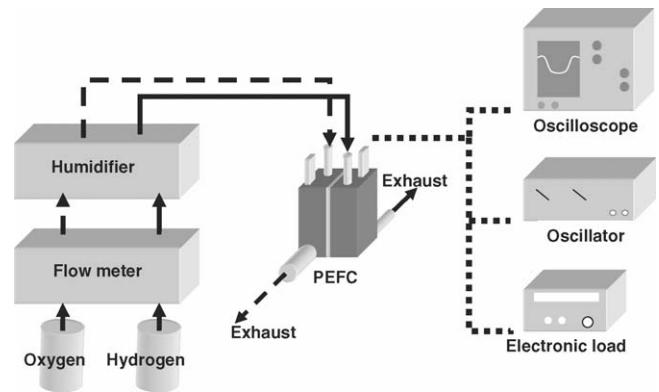 Oscilloscope
Humidifier
Exhaust
Oscillator
Flow meter
PEFC
Exhaust
Electronic load
Oxygen
Hydrogen